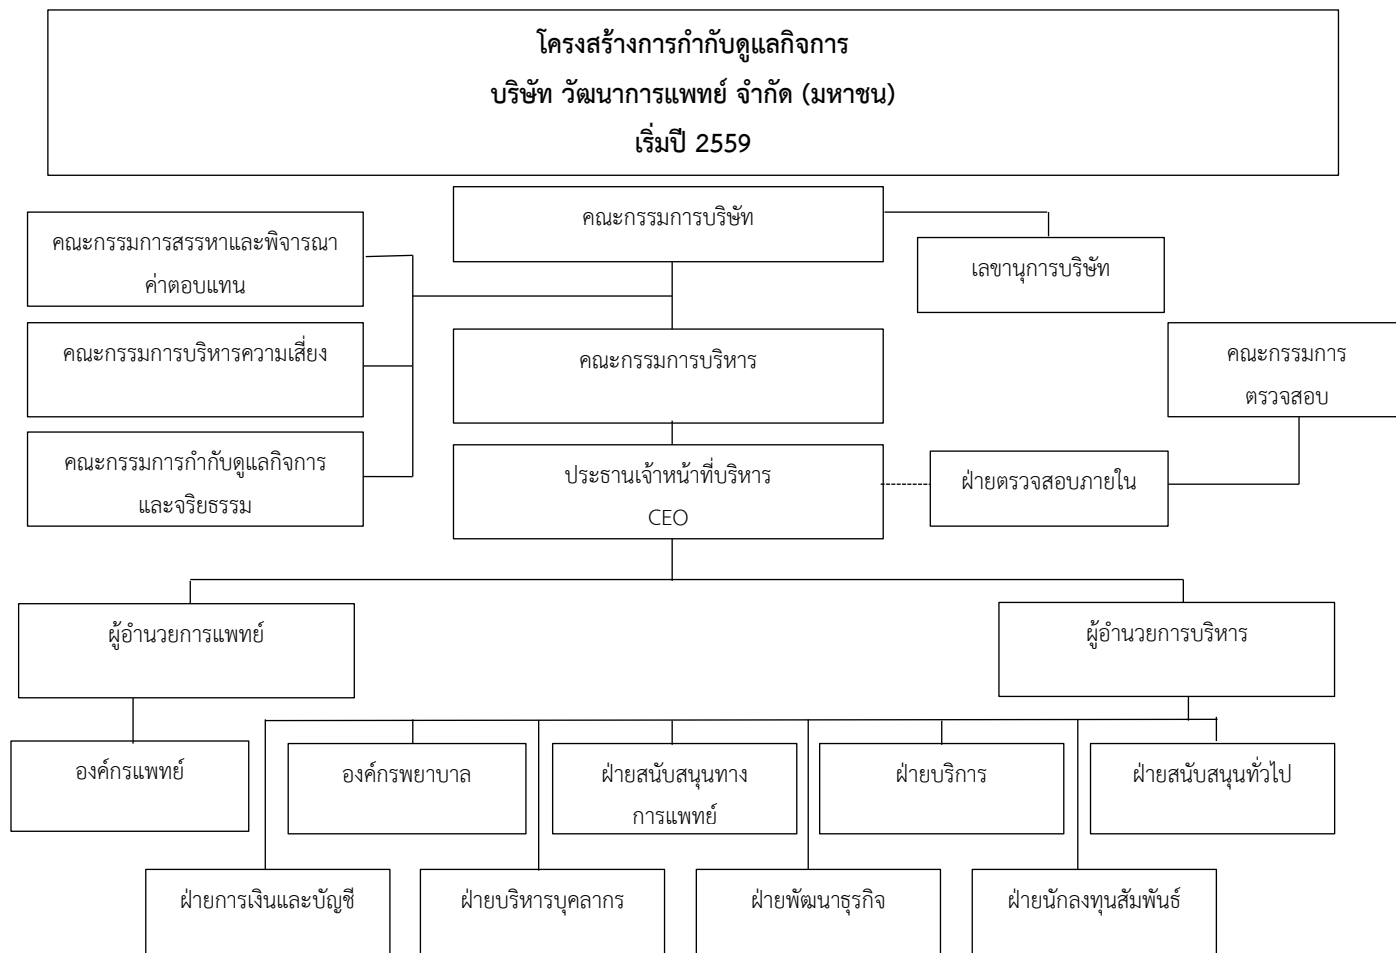 โครงสร้างการกำกับดูแลกิจการ
บริษัท วัฒนาการแพทย์ จำกัด (มหาชน)
เริ่มปี 2559
คณะกรรมการบริษัท
คณะกรรมการสรรหาและพิจารณา
ค่าตอบแทน
เลขานุการบริษัท
คณะกรรมการบริหารความเสี่ยง
คณะกรรมการบริหาร
คณะกรรมการ
ตรวจสอบ
คณะกรรมการกำกับดูแลกิจการ
และจริยธรรม
ประธานเจ้าหน้าที่บริหาร
CEO
ฝ่ายตรวจสอบภายใน
ผู้อำนวยการแพทย์
ผู้อำนวยการบริหาร
องค์กรแพทย์
องค์กรพยาบาล
ฝ่ายสนับสนุนทาง
การแพทย์
ฝ่ายบริการ
ฝ่ายสนับสนุนทั่วไป
ฝ่ายการเงินและบัญชี
ฝ่ายบริหารบุคลากร
ฝ่ายพัฒนาธุรกิจ
ฝ่ายนักลงทุนสัมพันธ์